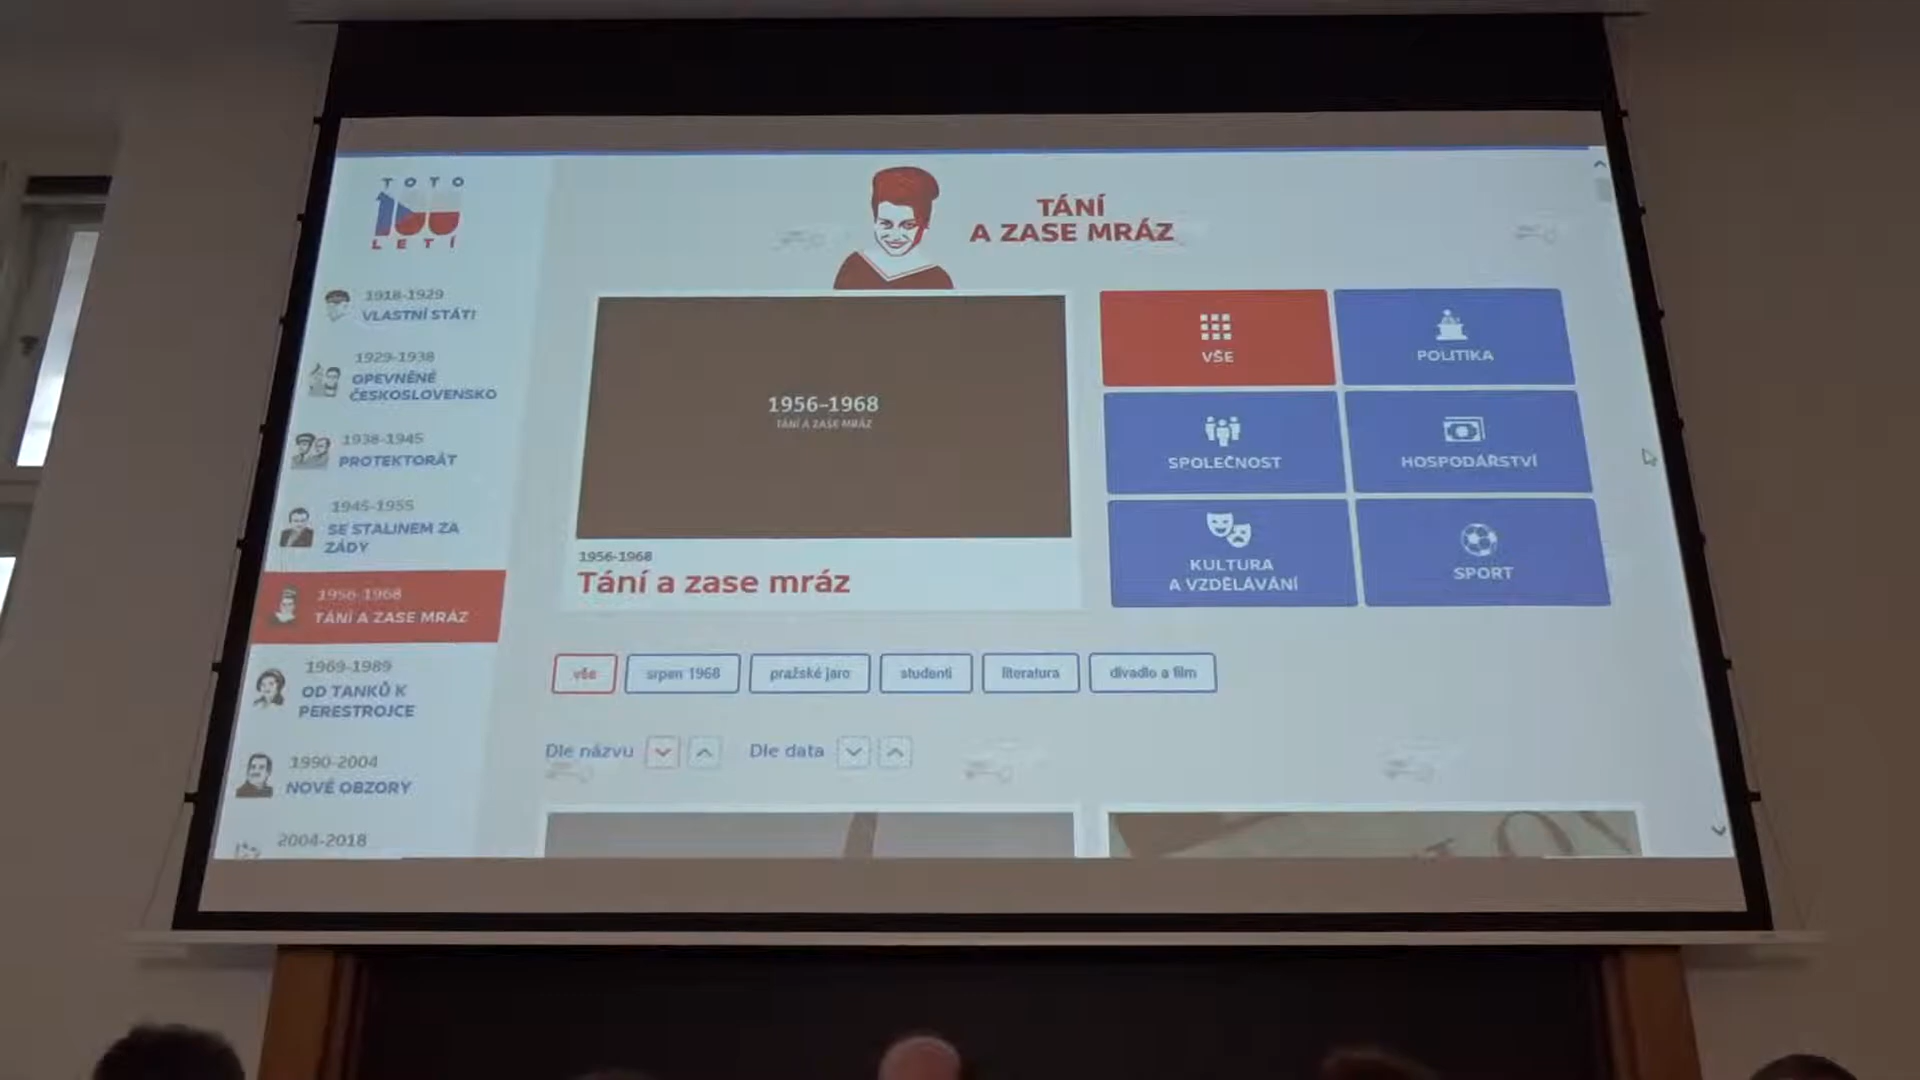 TOTO
100
LETÍ
1918-1929
VLASTNÍ STÁT!
1929-1938
OPEVNĚNÉ
ČESKOSLOVENSKO
1938-1945
PROTEKTORÁT
1945-1955
SE STALINEM ZA
ZÁDY
1956-1968
TÁNÍ A ZASE MRÁZ
1969-1989
OD TANKŮ K
PERESTROJCE
1990-2004
NOVÉ OBZORY
2004-2018
TÁNÍ
A ZASE MRÁZ
1956–1968
TÁNÍ A ZASE MRÁZ
1956-1968
Tání a zase mráz
VŠE
POLITIKA
SPOLEČNOST
HOSPODÁŘSTVÍ
KULTURA
A VZDĚLÁVÁNÍ
SPORT
vše
srpen 1968
pražské jaro
studenti
literatura
divadlo a film
Dle názvu
Dle data